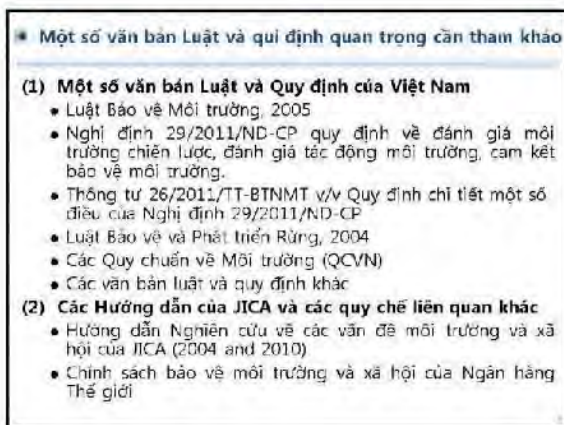 Một số văn bản Luật và qui định quan trọng cần tham khảo
(1) Một số văn bản Luật và Quy định của Việt Nam
• Luật Bảo vệ Môi trường, 2005
• Nghị định 29/2011/ND-CP quy định về đánh giá môi
trường chiến lược, đánh giá tác động môi trường, cam kết
bảo vệ môi trường.
• Thông tư 26/2011/TT-BTNMT v/v Quy định chi tiết một số
điều của Nghị định 29/2011/ND-CP
• Luật Bảo vệ và Phát triển Rừng, 2004
• Các Quy chuẩn về Môi trường (QCVN)
• Các văn bản luật và quy định khác
(2) Các Hướng dẫn của JICA và các quy chế liên quan khác
• Hướng dẫn Nghiên cứu về các vấn đề môi trường và xã
hội của JICA (2004 and 2010)
• Chính sách bảo vệ môi trường và xã hội của Ngân hàng
Thế giới